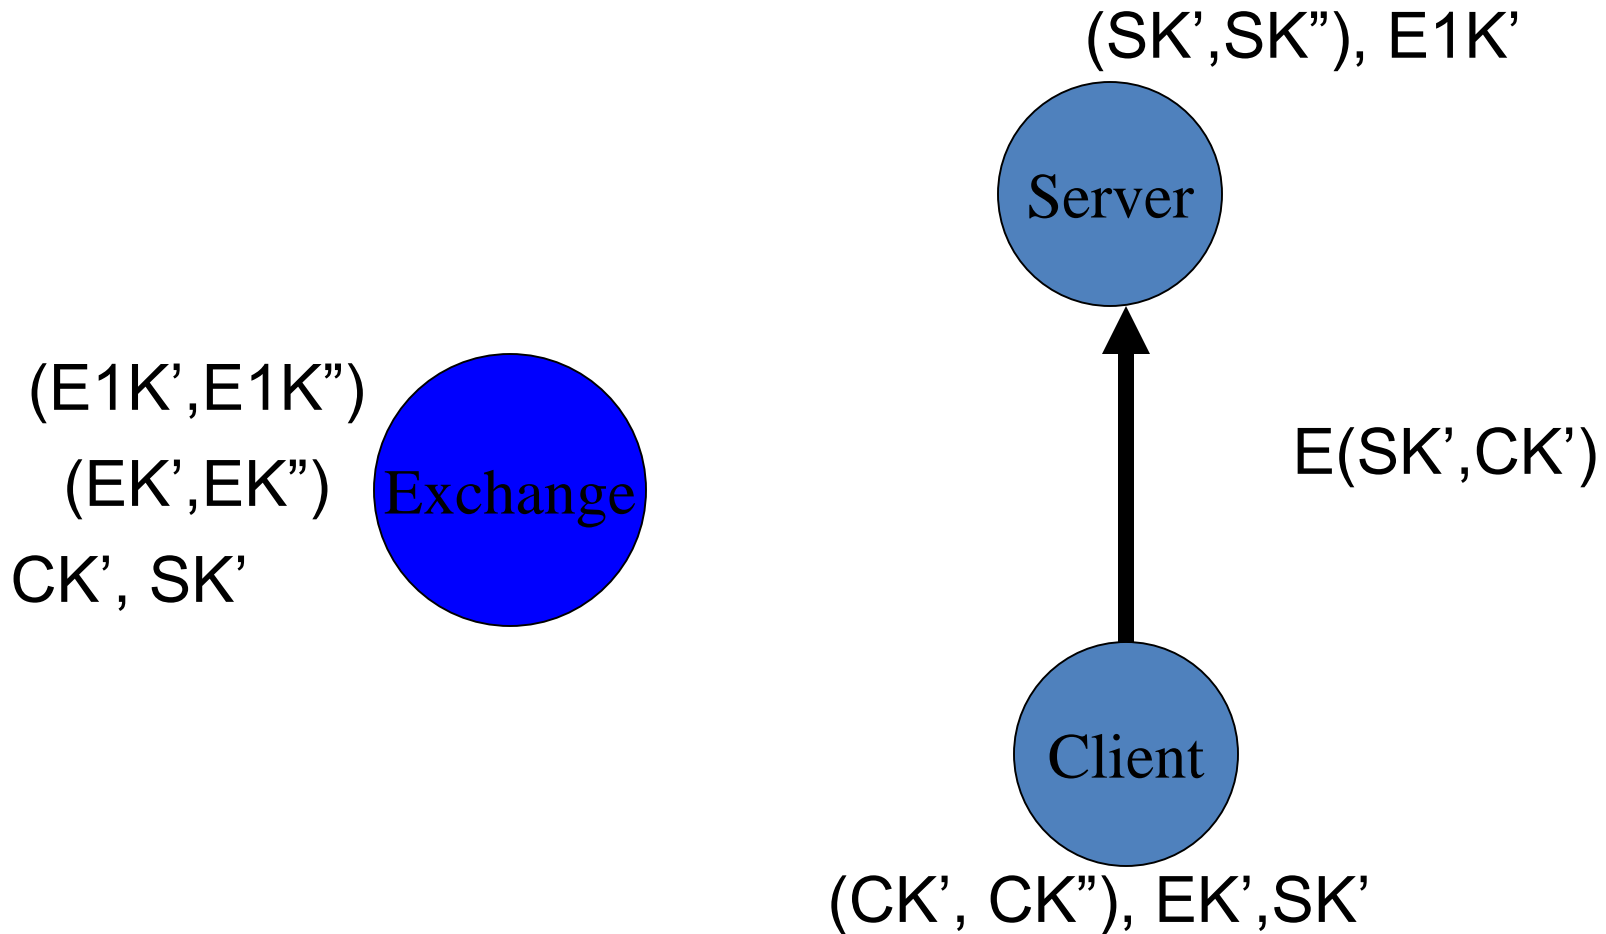 (SK’,SK”), E1K’
Server
(E1K’,E1K”)
(EK’,EK”)
CK’, SK’
Exchange
E(SK’,CK’)
Client
(CK’, CK”), EK’,SK’